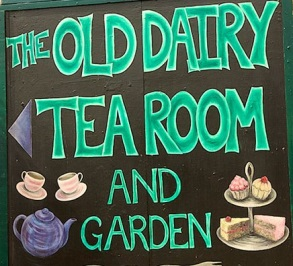 THE OLD DAIRY
TEA ROOM
AND
GARDEN